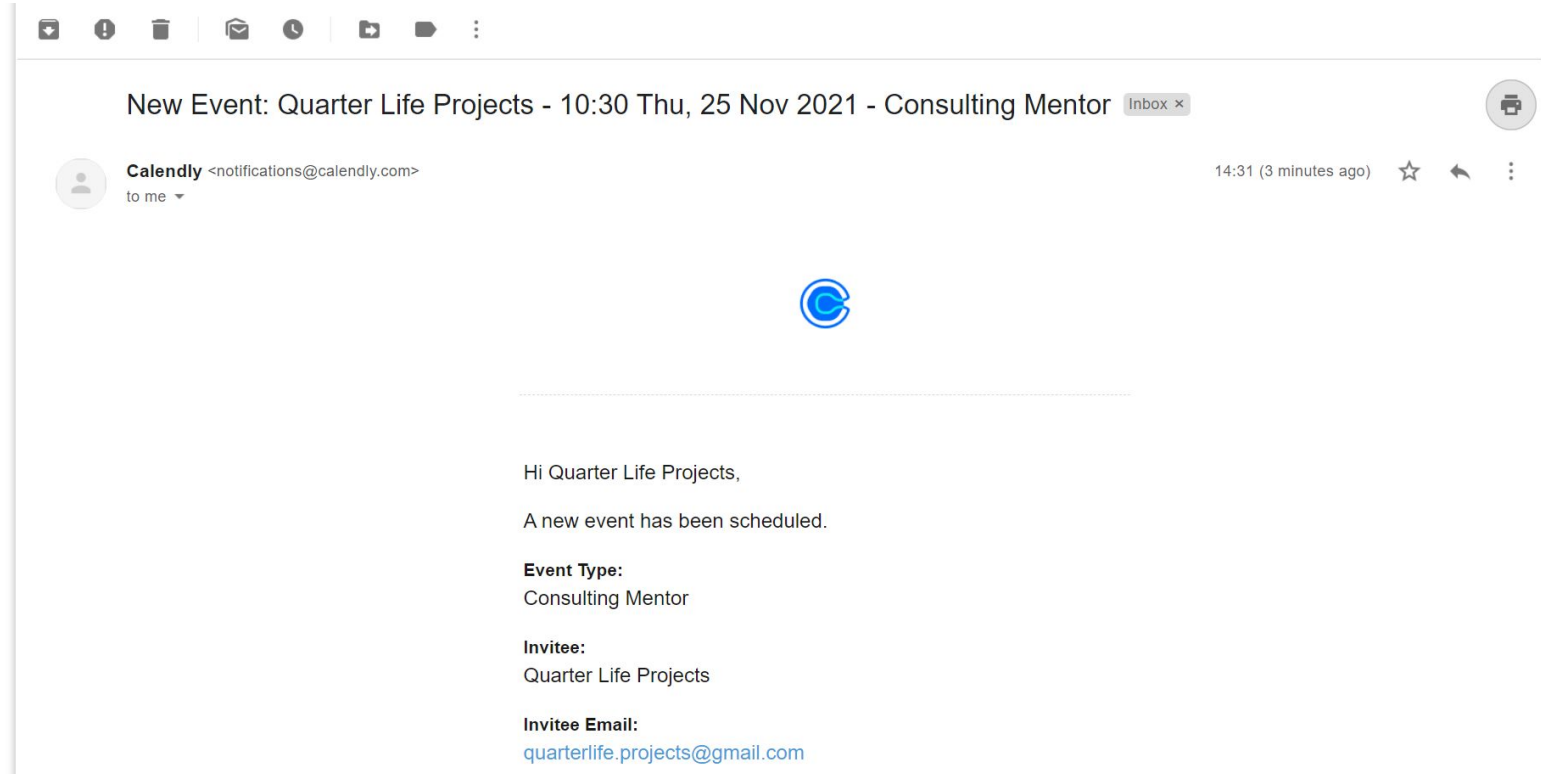 New Event: Quarter Life Projects - 10:30 Thu, 25 Nov 2021 - Consulting Mentor Inbox ×
Calendly <notifications@calendly.com> 14:31 (3 minutes ago)
to me
Hi Quarter Life Projects,
A new event has been scheduled.
Event Type:
Consulting Mentor
Invitee:
Quarter Life Projects
Invitee Email:
quarterlife.projects@gmail.com